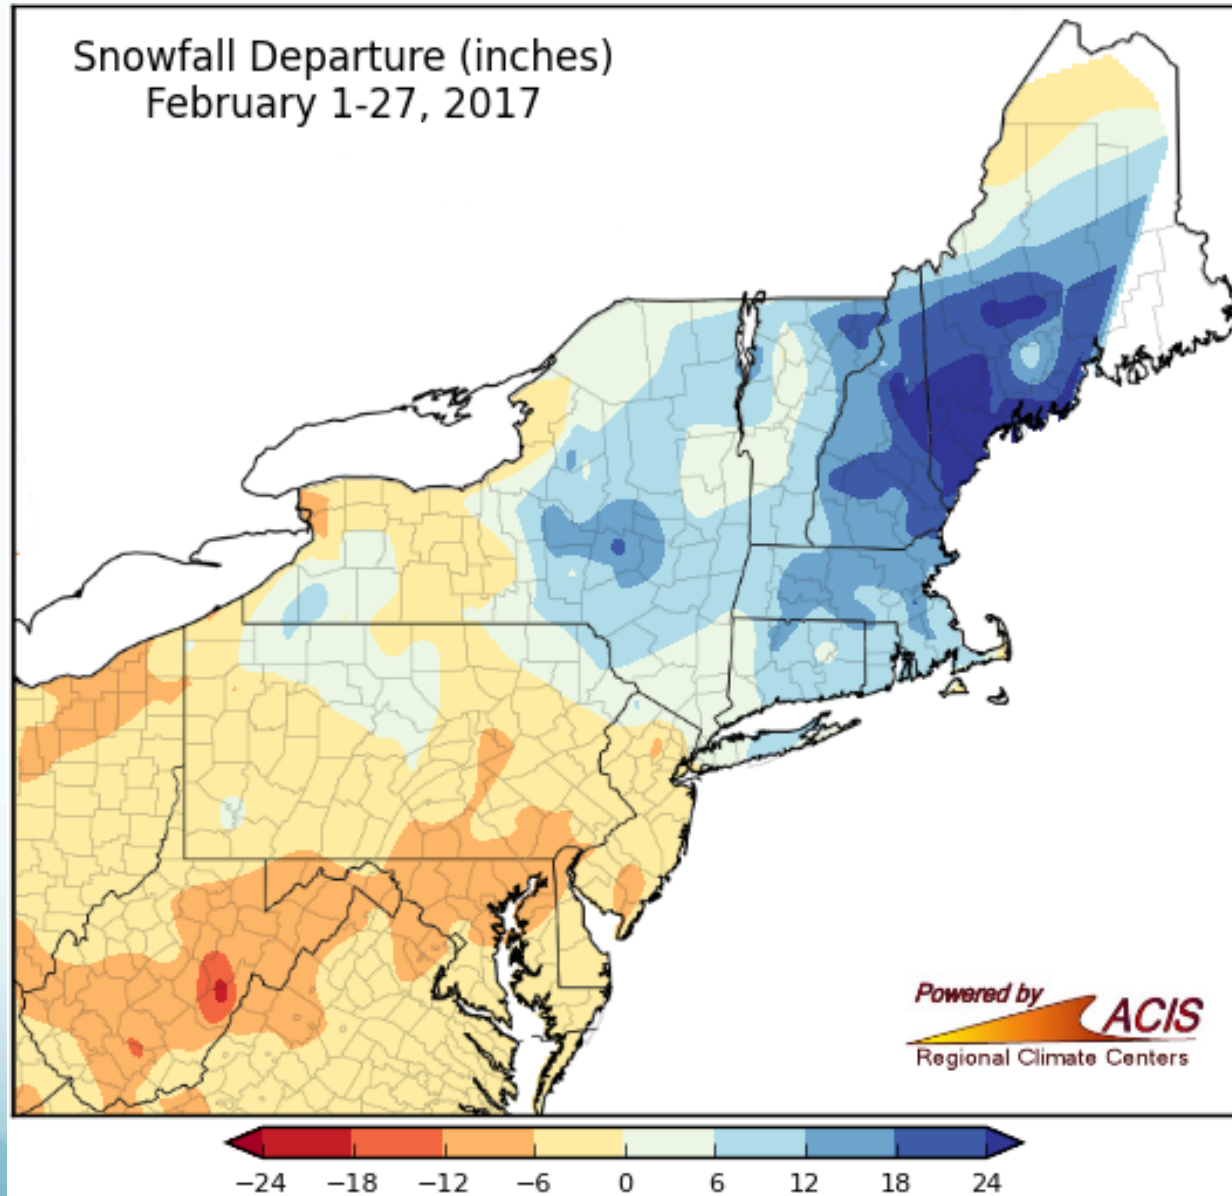 Snowfall Departure (inches)
February 1-27, 2017
Powered by
ACIS
Regional Climate Centers
−24 −18 −12 −6 0 6 12 18 24